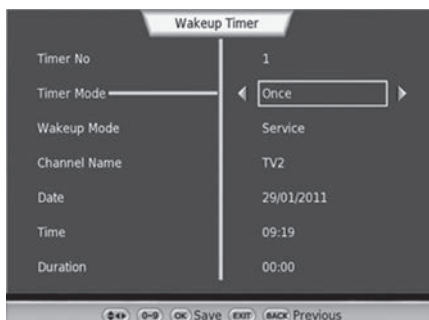 Wakeup Timer
Timer No 1
Timer Mode Once
Wakeup Mode Service
Channel Name TV2
Date 29/01/2011
Time 09:19
Duration 00:00
0~9 OK Save EXIT BACK Previous